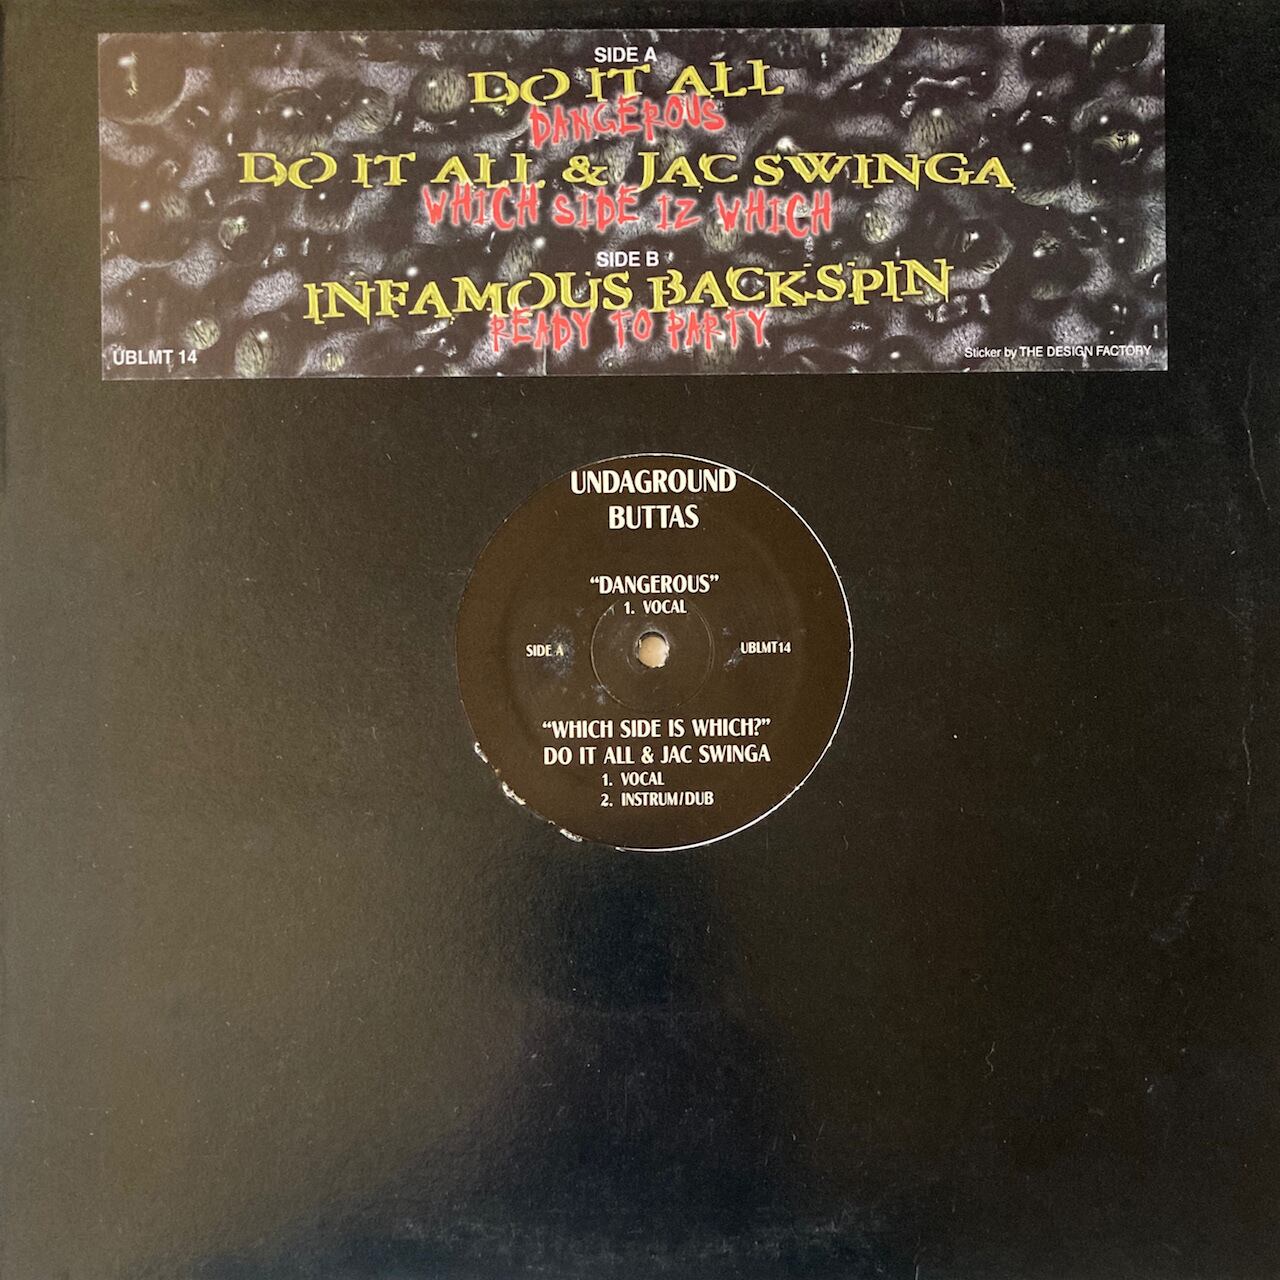 SIDE A
DO IT ALL
DANGEROUS
DO IT ALL & JAC SWINGA
WHICH SIDE IZ WHICH
SIDE B
INFAMOUS BACKSPIN
READY TO PARTY
UBLMT 14
Sticker by THE DESIGN FACTORY
UNDAGROUND
BUTTAS
“DANGEROUS”
1. VOCAL
SIDE A
UBLMT14
“WHICH SIDE IS WHICH?”
DO IT ALL & JAC SWINGA
1. VOCAL
2. INSTRUM/DUB